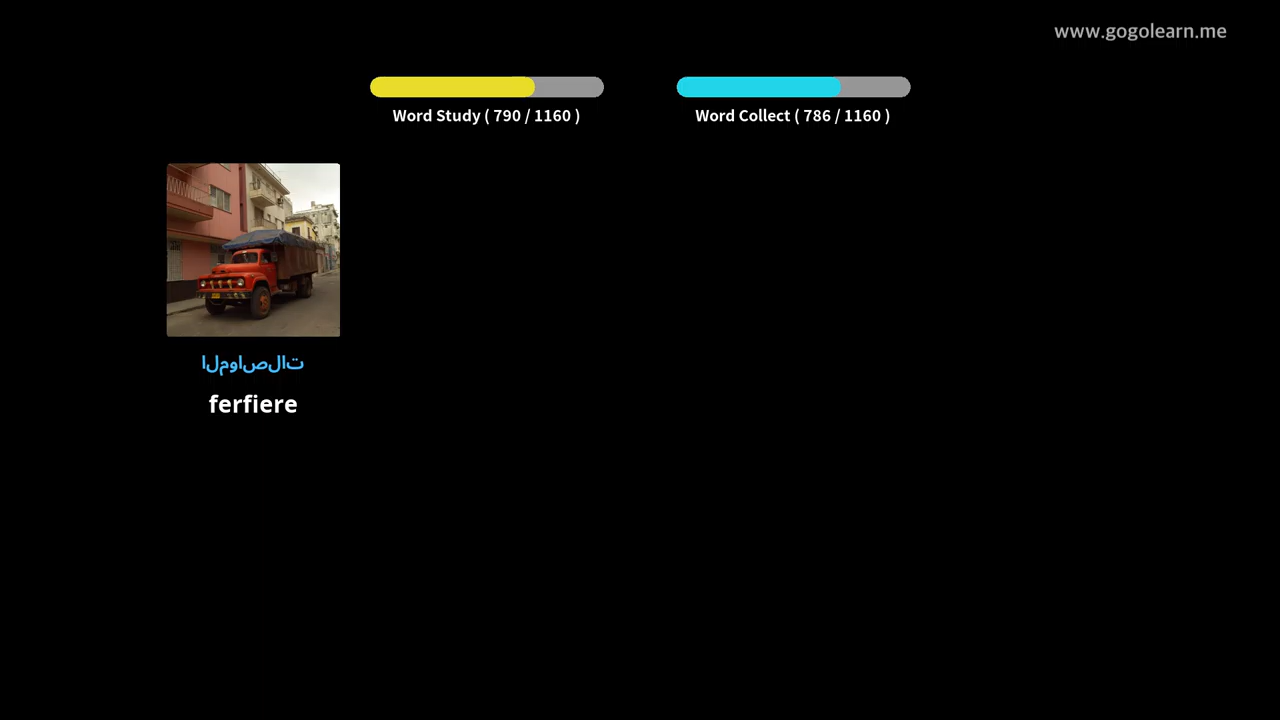 www.gogolearn.me
Word Study ( 790 / 1160 )
Word Collect ( 786 / 1160 )
المواصلات
ferfiere